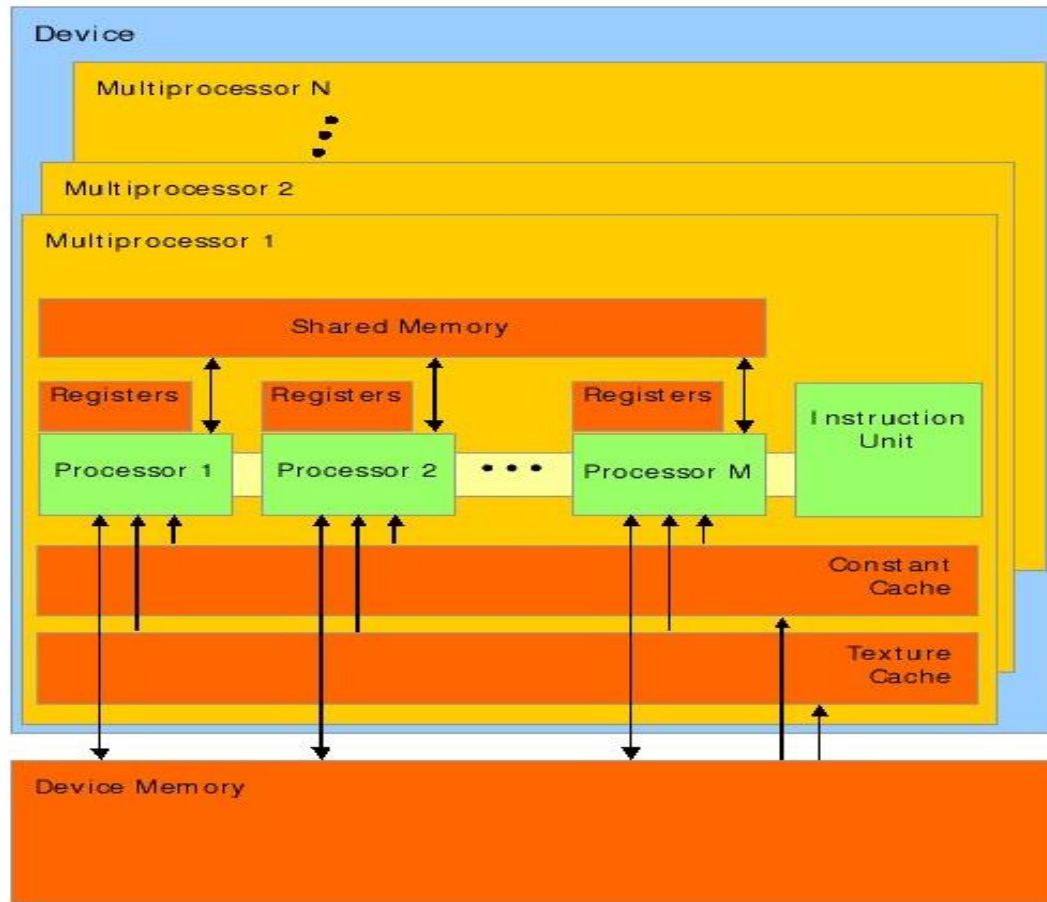 Device
Multiprocessor N
Multiprocessor 2
Multiprocessor 1
Shared Memory
Registers
Registers
Registers
Instruction
Unit
Processor 1
Processor 2
Processor M
Constant
Cache
Texture
Cache
Device Memory